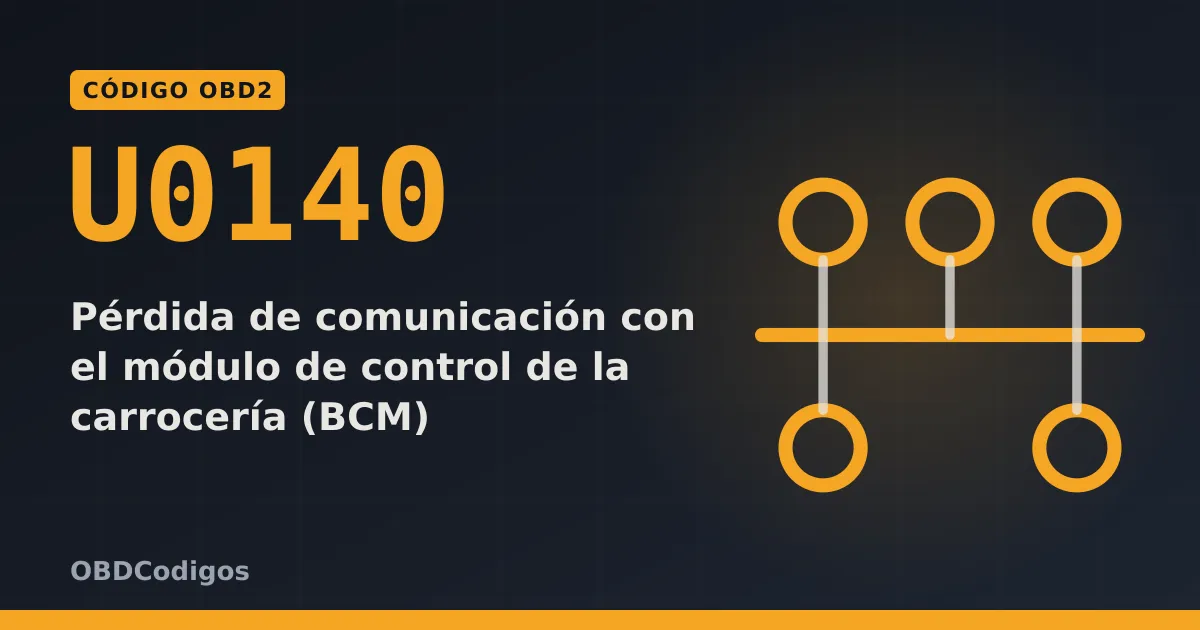 CÓDIGO OBD2
U0140
Pérdida de comunicación con
el módulo de control de la
carrocería (BCM)
OBDCodigos